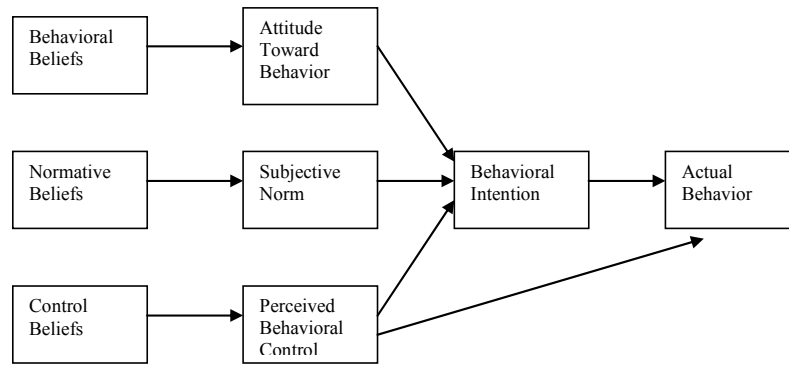 Behavioral
Beliefs
Attitude
Toward
Behavior
Normative
Beliefs
Subjective
Norm
Behavioral
Intention
Actual
Behavior
Control
Beliefs
Perceived
Behavioral
Control